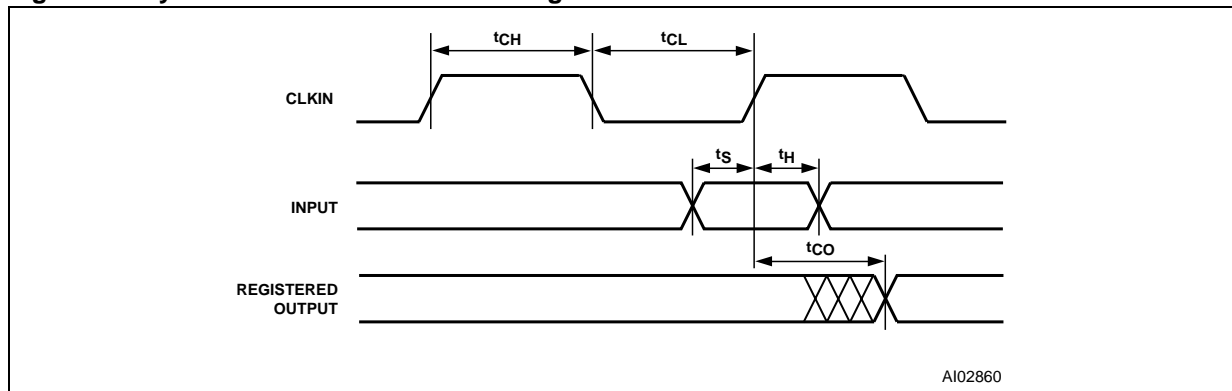 tCH
tCL
CLKIN
tS
tH
INPUT
tCO
REGISTERED
OUTPUT
AI02860